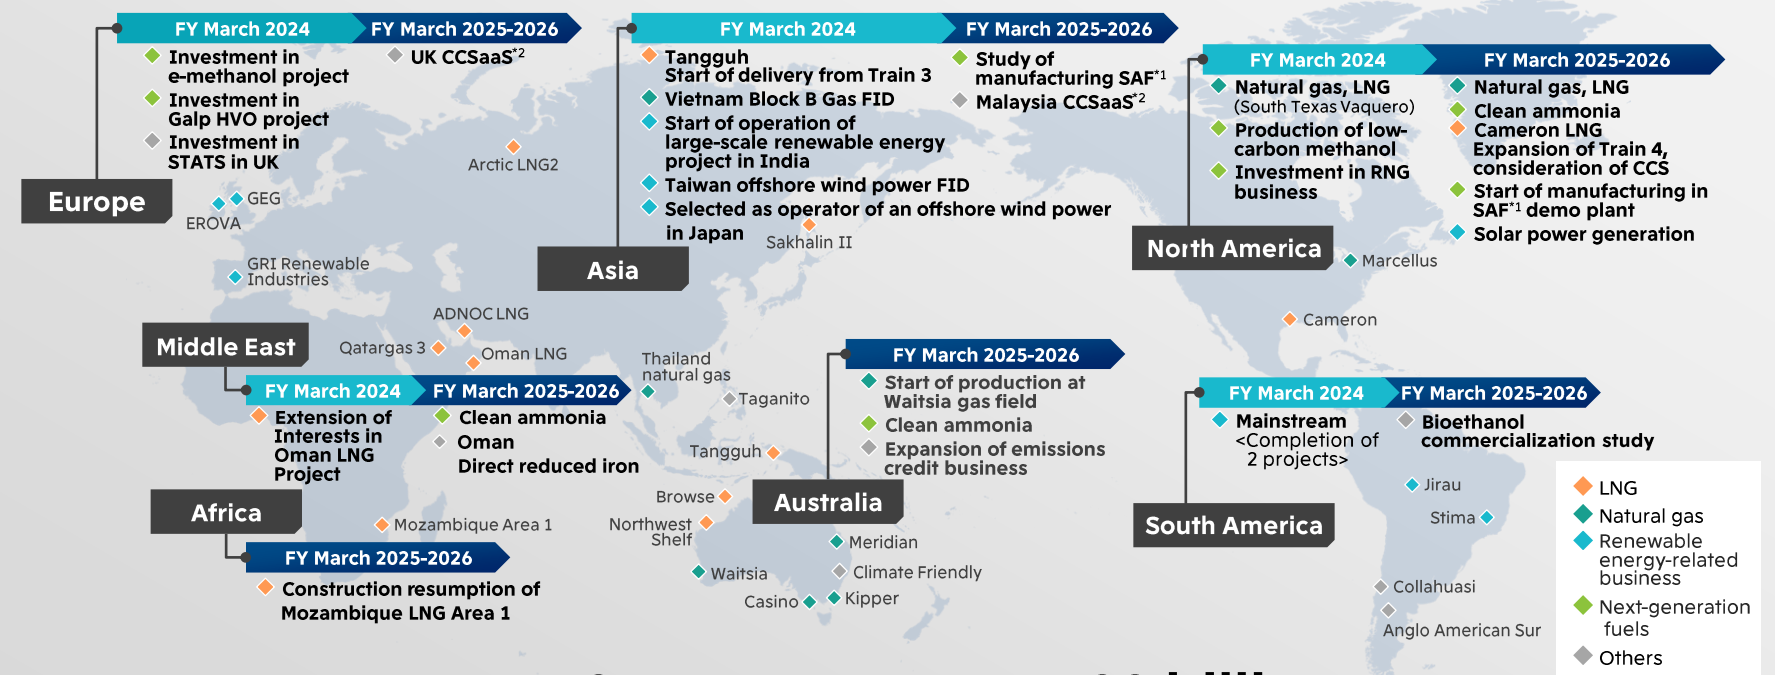 FY March 2024
FY March 2025-2026
Investment in
e-methanol project
Investment in
Galp HVO project
Investment in
STATS in UK
UK CCSaaS*2
Europe
GEG
EROVA
GRI Renewable
Industries
Arctic LNG2
FY March 2024
FY March 2025-2026
Tangguh
Start of delivery from Train 3
Vietnam Block B Gas FID
Start of operation of
large-scale renewable energy
project in India
Taiwan offshore wind power FID
Selected as operator of an offshore wind power
in Japan
Study of
manufacturing SAF*1
Malaysia CCSaaS*2
Asia
Sakhalin II
FY March 2024
FY March 2025-2026
Natural gas, LNG
(South Texas Vaquero)
Production of low-
carbon methanol
Investment in RNG
business
Natural gas, LNG
Clean ammonia
Cameron LNG
Expansion of Train 4,
consideration of CCS
Start of manufacturing in
SAF*1 demo plant
Solar power generation
North America
Marcellus
Cameron
Middle East
ADNOC LNG
Qatargas 3
Oman LNG
FY March 2024
FY March 2025-2026
Extension of
Interests in
Oman LNG
Project
Clean ammonia
Oman
Direct reduced iron
Africa
Mozambique Area 1
FY March 2025-2026
Construction resumption of
Mozambique LNG Area 1
Thailand
natural gas
Taganito
Tangguh
Browse
Northwest
Shelf
Waitsia
Casino
FY March 2025-2026
Start of production at
Waitsia gas field
Clean ammonia
Expansion of emissions
credit business
Australia
Meridian
Climate Friendly
Kipper
FY March 2024
FY March 2025-2026
Mainstream
<Completion of
2 projects>
Bioethanol
commercialization study
South America
Jirau
Stima
Collahuasi
Anglo American Sur
LNG
Natural gas
Renewable
energy-related
business
Next-generation
fuels
Others